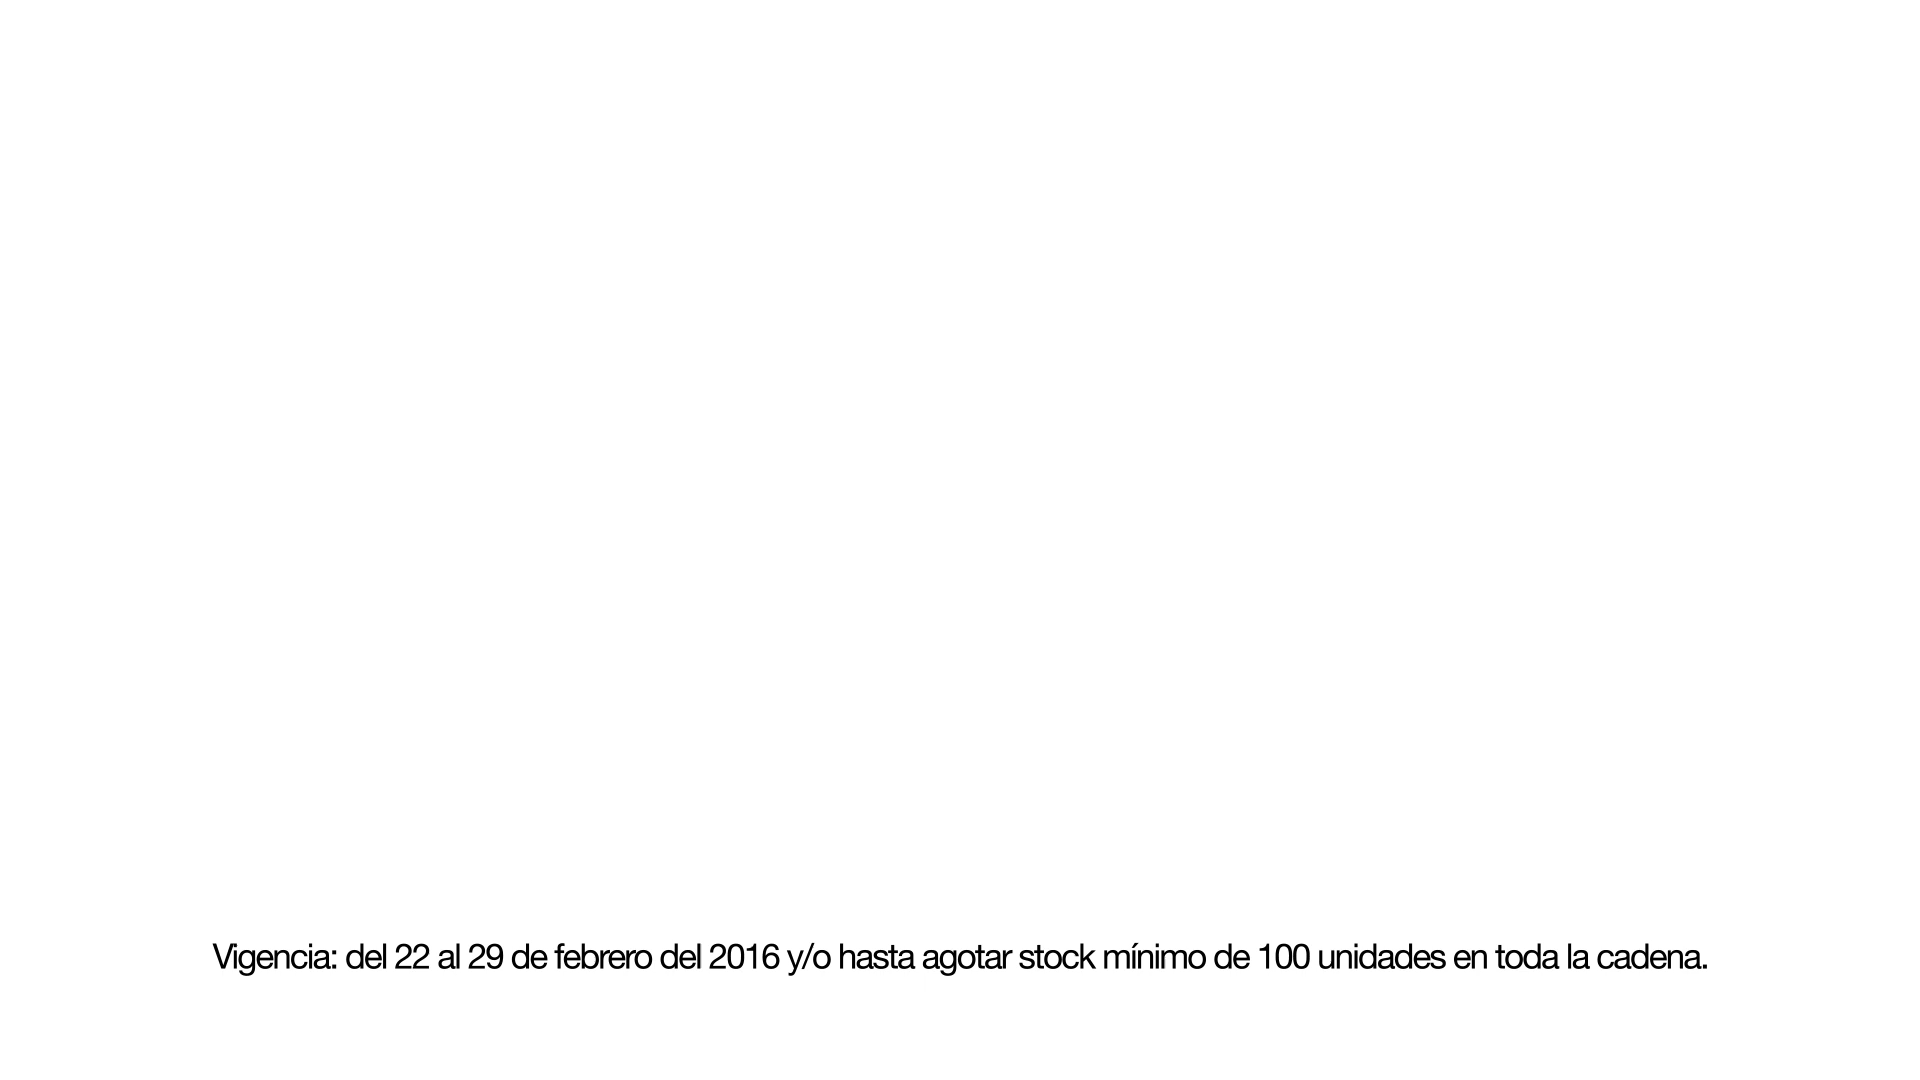 Vigencia: del 22 al 29 de febrero del 2016 y/o hasta agotar stock mínimo de 100 unidades en toda la cadena.